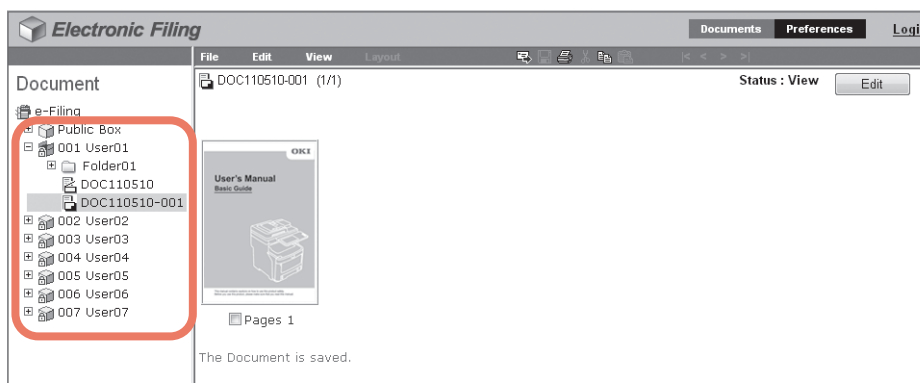 Electronic Filing
Documents Preferences Logi
File Edit View Layout |< < > >|
Document
DOC110510-001 (1/1)
Status : View Edit
e-Filing
Public Box
001 User01
Folder01
DOC110510
DOC110510-001
002 User02
003 User03
004 User04
005 User05
006 User06
007 User07
OKI
User's Manual
Basic Guide
Pages 1
The Document is saved.